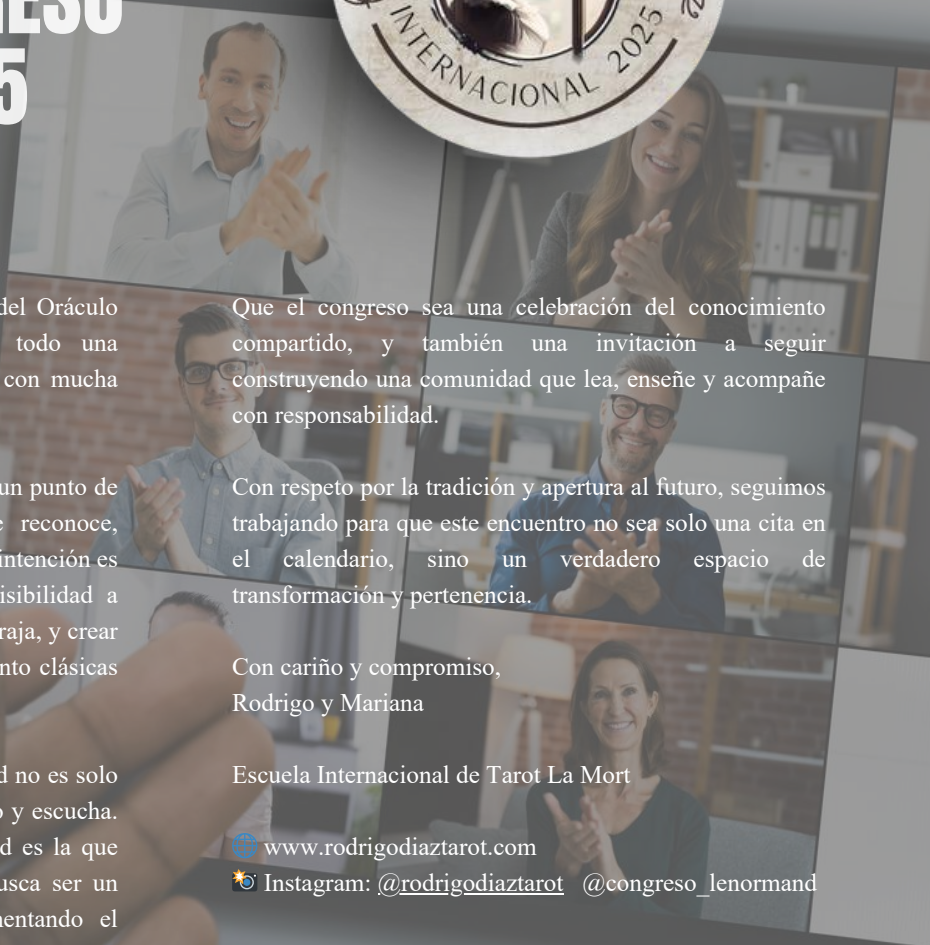 RESO
5
INTERNACIONAL 2025
del Oráculo
todo una
con mucha
un punto de
reconoce,
intención es
isibilidad a
raja, y crear
nto clásicas
d no es solo
o y escucha.
d es la que
usca ser un
mentando el
Que el congreso sea una celebración del conocimiento
compartido, y también una invitación a seguir
construyendo una comunidad que lea, enseñe y acompañe
con responsabilidad.
Con respeto por la tradición y apertura al futuro, seguimos
trabajando para que este encuentro no sea solo una cita en
el calendario, sino un verdadero espacio de
transformación y pertenencia.
Con cariño y compromiso,
Rodrigo y Mariana
Escuela Internacional de Tarot La Mort
www.rodrigodiaztarot.com
Instagram: @rodrigodiaztarot @congreso_lenormand